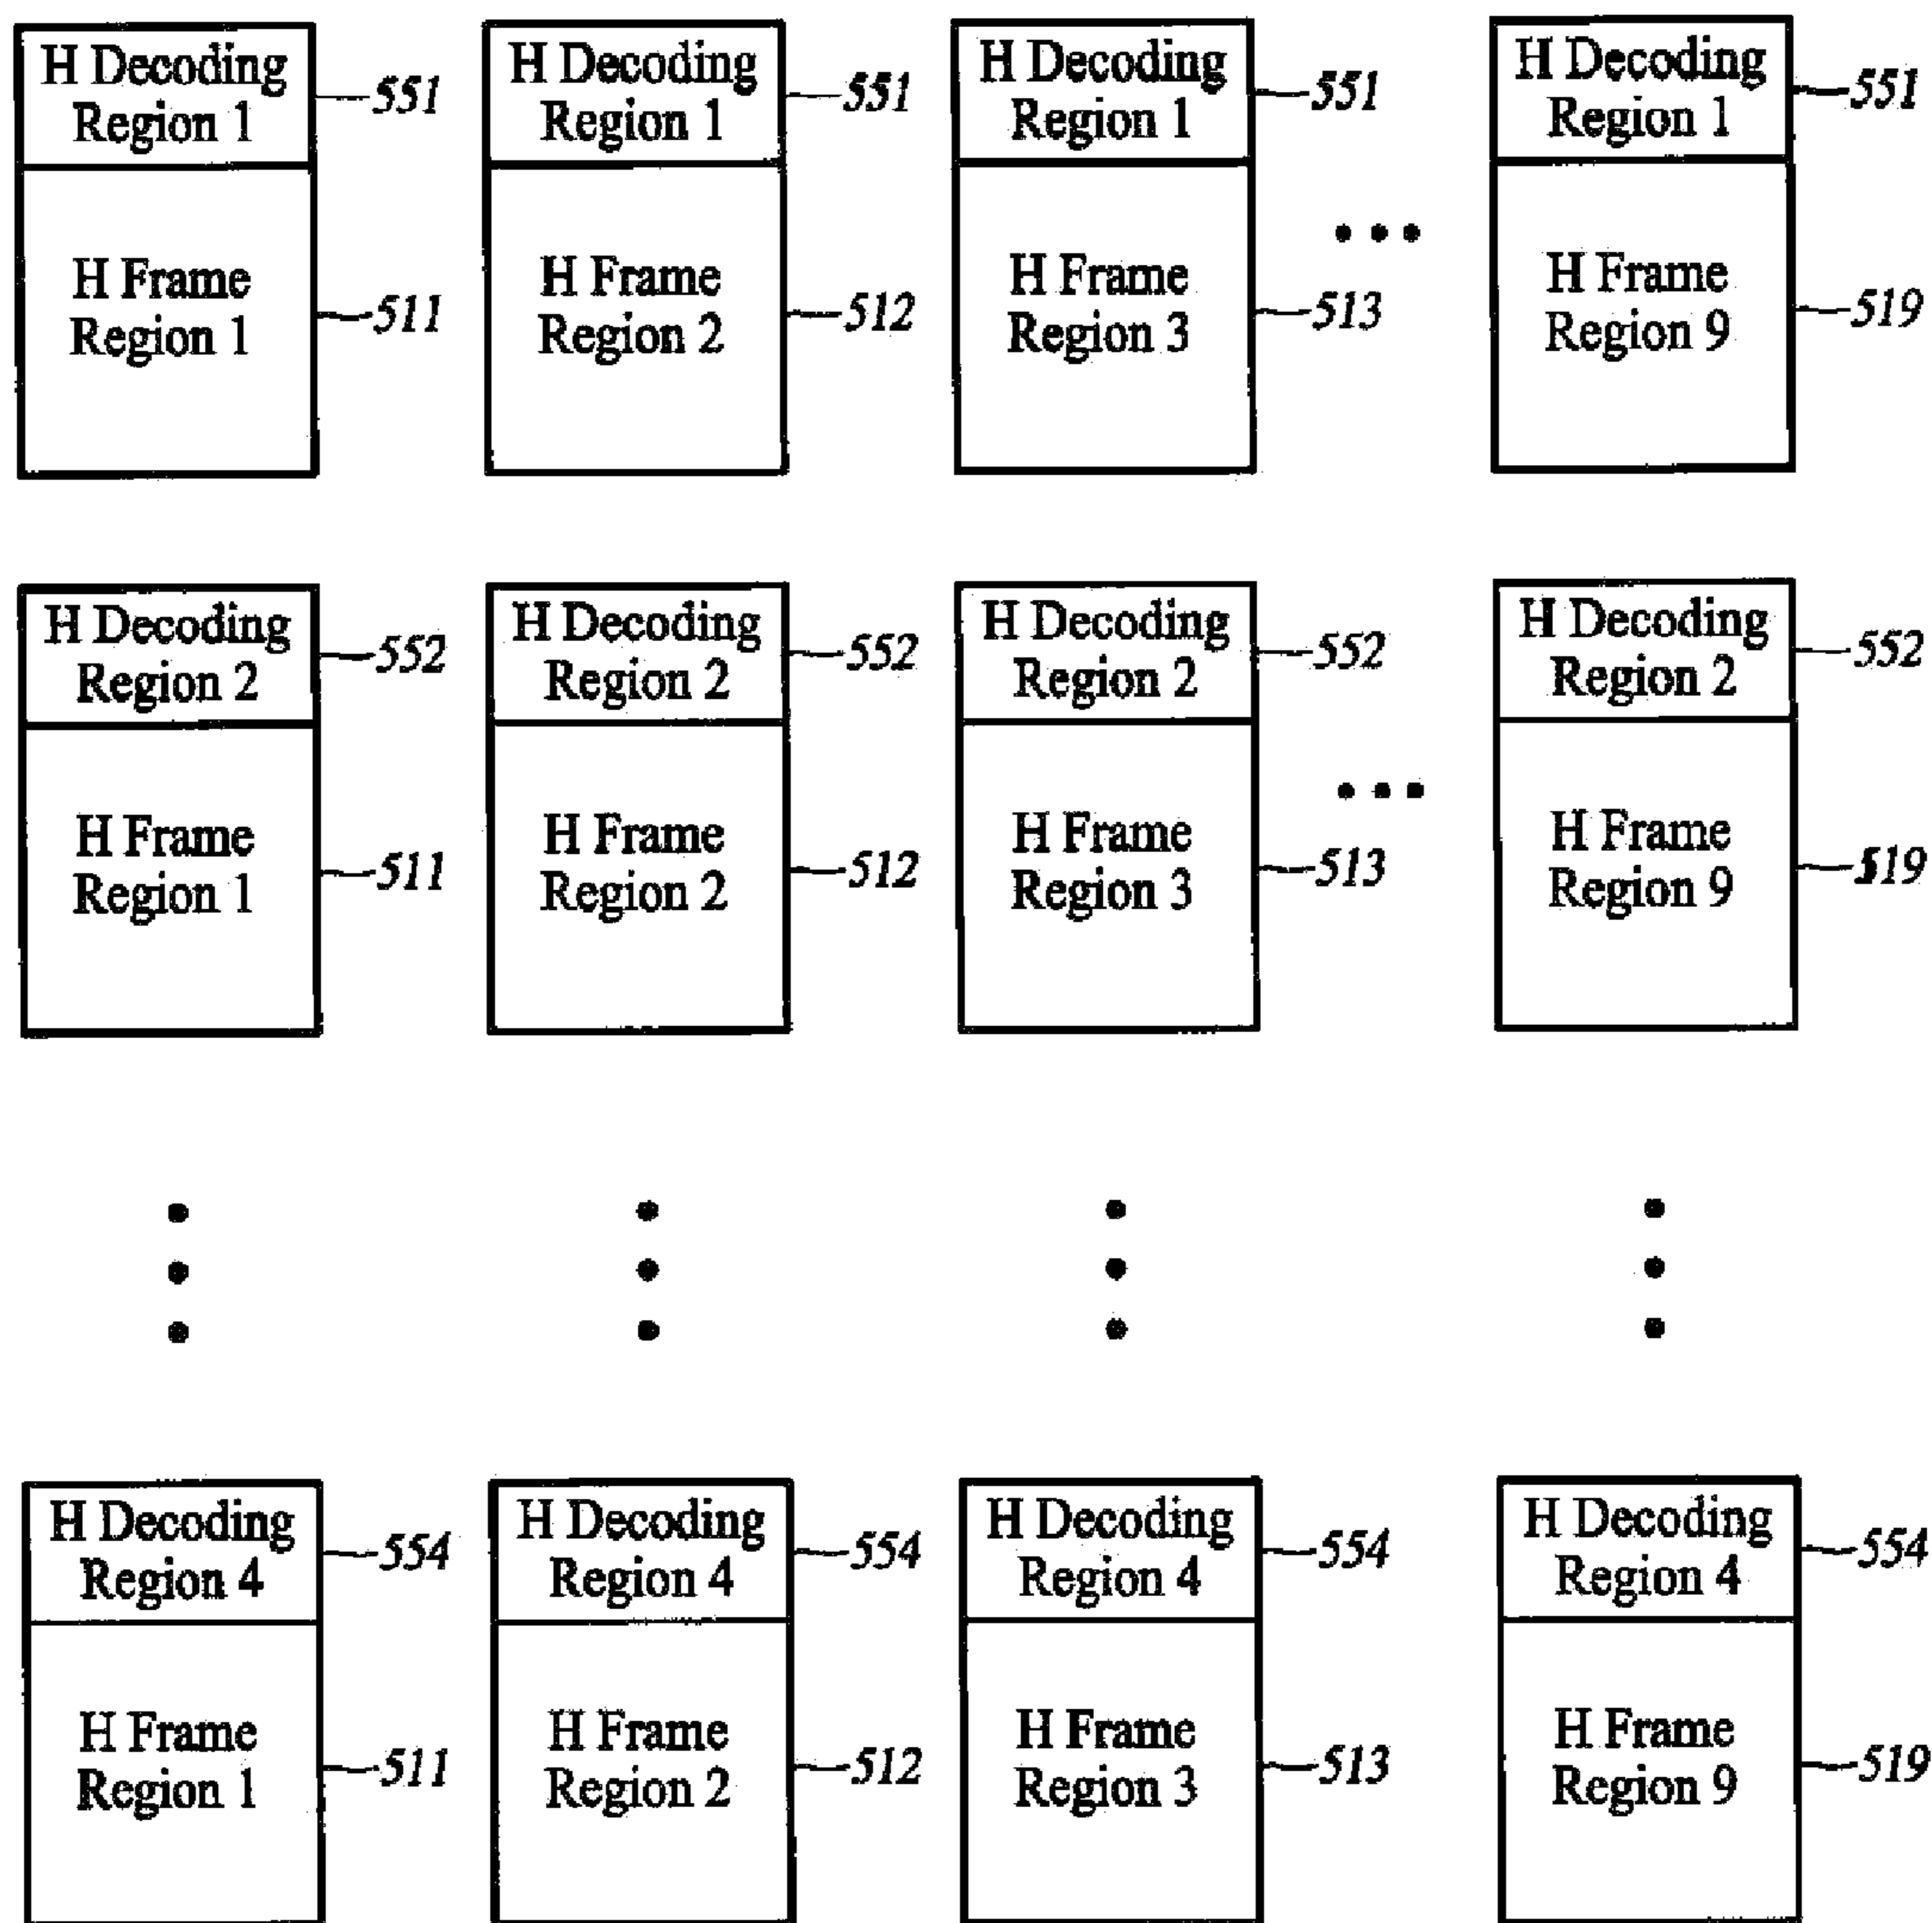 H Decoding
Region 1
551
H Frame
Region 1
511
H Decoding
Region 1
551
H Frame
Region 2
512
H Decoding
Region 1
551
H Frame
Region 3
513
• • •
H Decoding
Region 1
551
H Frame
Region 9
519
H Decoding
Region 2
552
H Frame
Region 1
511
H Decoding
Region 2
552
H Frame
Region 2
512
H Decoding
Region 2
552
H Frame
Region 3
513
• • •
H Decoding
Region 2
552
H Frame
Region 9
519
H Decoding
Region 4
554
H Frame
Region 1
511
H Decoding
Region 4
554
H Frame
Region 2
512
H Decoding
Region 4
554
H Frame
Region 3
513
H Decoding
Region 4
554
H Frame
Region 9
519